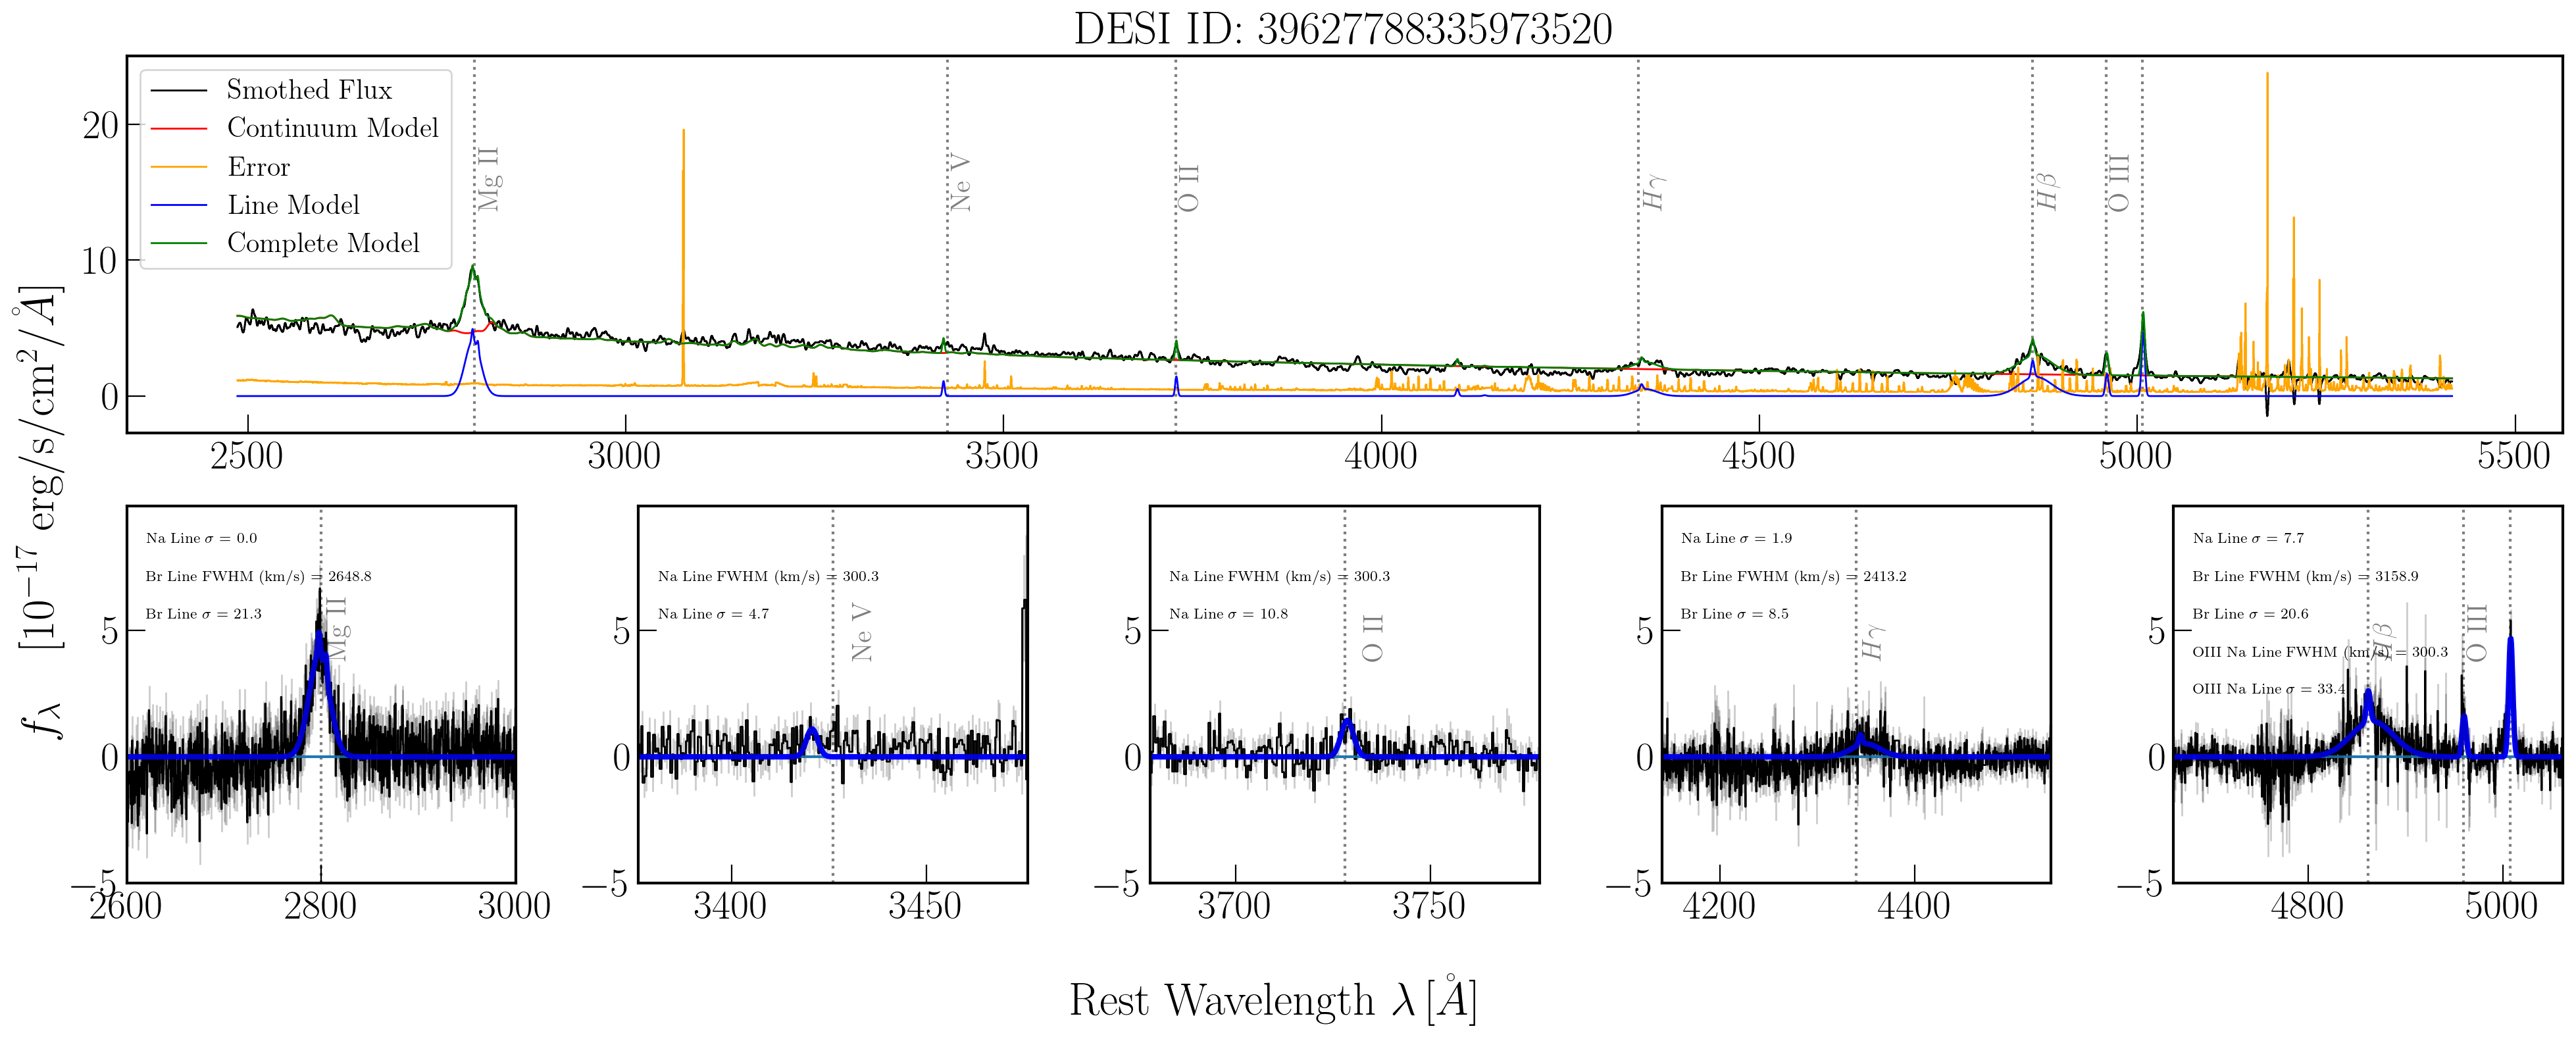 DESI ID: 39627788335973520
Smothed Flux
Continuum Model
Error
Line Model
Complete Model
Mg II
Ne V
O II
Hγ
Hβ
O III
20
10
0
2500 3000 3500 4000 4500 5000 5500
f_λ [10^{-17} erg/s/cm^2/Å]
Na Line σ = 0.0
Br Line FWHM (km/s) = 2648.8
Br Line σ = 21.3
Mg II
5
0
−5
2600 2800 3000
Na Line FWHM (km/s) = 300.3
Na Line σ = 4.7
Ne V
5
0
−5
3400 3450
Na Line FWHM (km/s) = 300.3
Na Line σ = 10.8
O II
5
0
−5
3700 3750
Na Line σ = 1.9
Br Line FWHM (km/s) = 2413.2
Br Line σ = 8.5
Hγ
5
0
−5
4200 4400
Na Line σ = 7.7
Br Line FWHM (km/s) = 3158.9
Br Line σ = 20.6
OIII Na Line FWHM (km/s) = 300.3
OIII Na Line σ = 33.4
Hβ
O III
5
0
−5
4800 5000
Rest Wavelength λ [Å]